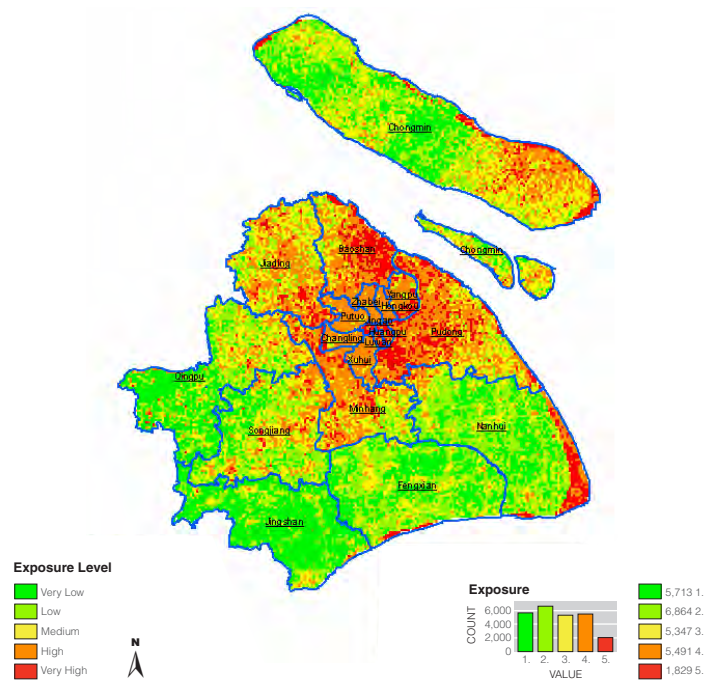 Chongmin
Chongmin
Baoshan
Jiading
Yangpu
Zhabei
Hongkou
Putuo
Jingan
Huangpu
Pudong
Changling
Luwan
Xuhui
Qingpu
Minhang
Songjiang
Nanhui
Fengxian
Jingshan
Exposure Level
Very Low
Low
Medium
High
Very High
N
Exposure
COUNT
6,000
4,000
2,000
0
1. 2. 3. 4. 5.
VALUE
5,713 1.
6,864 2.
5,347 3.
5,491 4.
1,829 5.